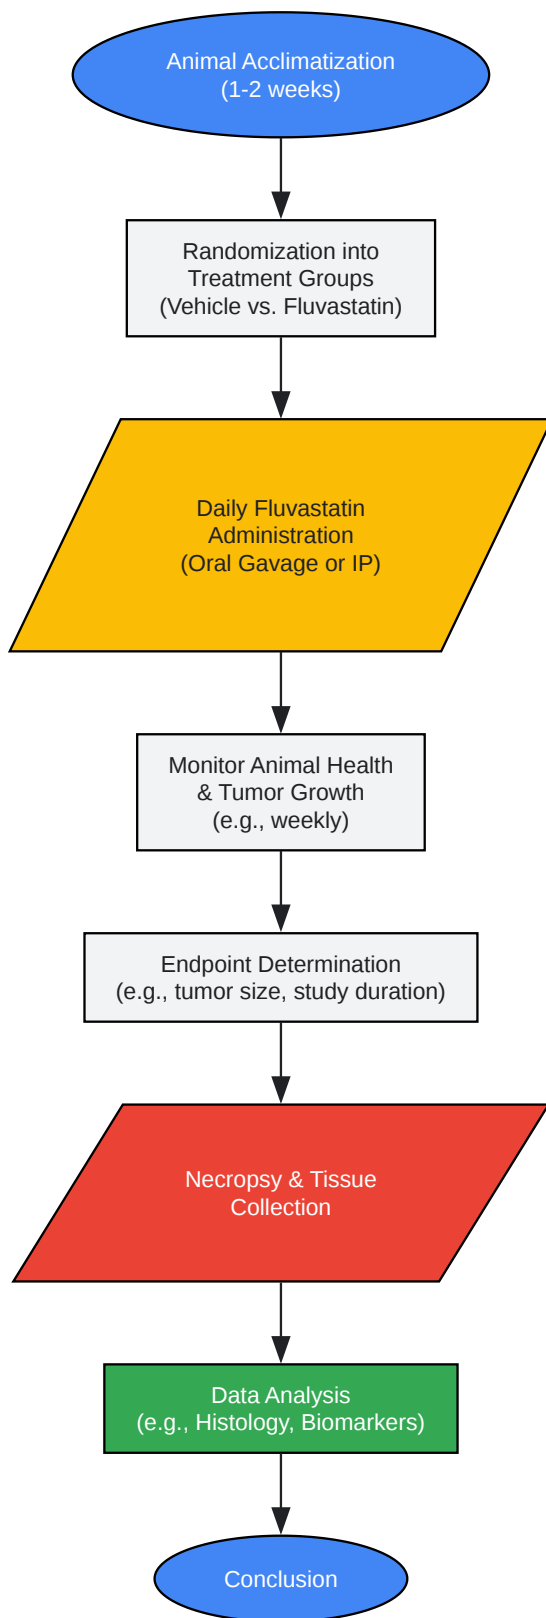 Animal Acclimatization
(1-2 weeks)
Randomization into
Treatment Groups
(Vehicle vs. Fluvastatin)
Daily Fluvastatin
Administration
(Oral Gavage or IP)
Monitor Animal Health
& Tumor Growth
(e.g., weekly)
Endpoint Determination
(e.g., tumor size, study duration)
Necropsy & Tissue
Collection
Data Analysis
(e.g., Histology, Biomarkers)
Conclusion